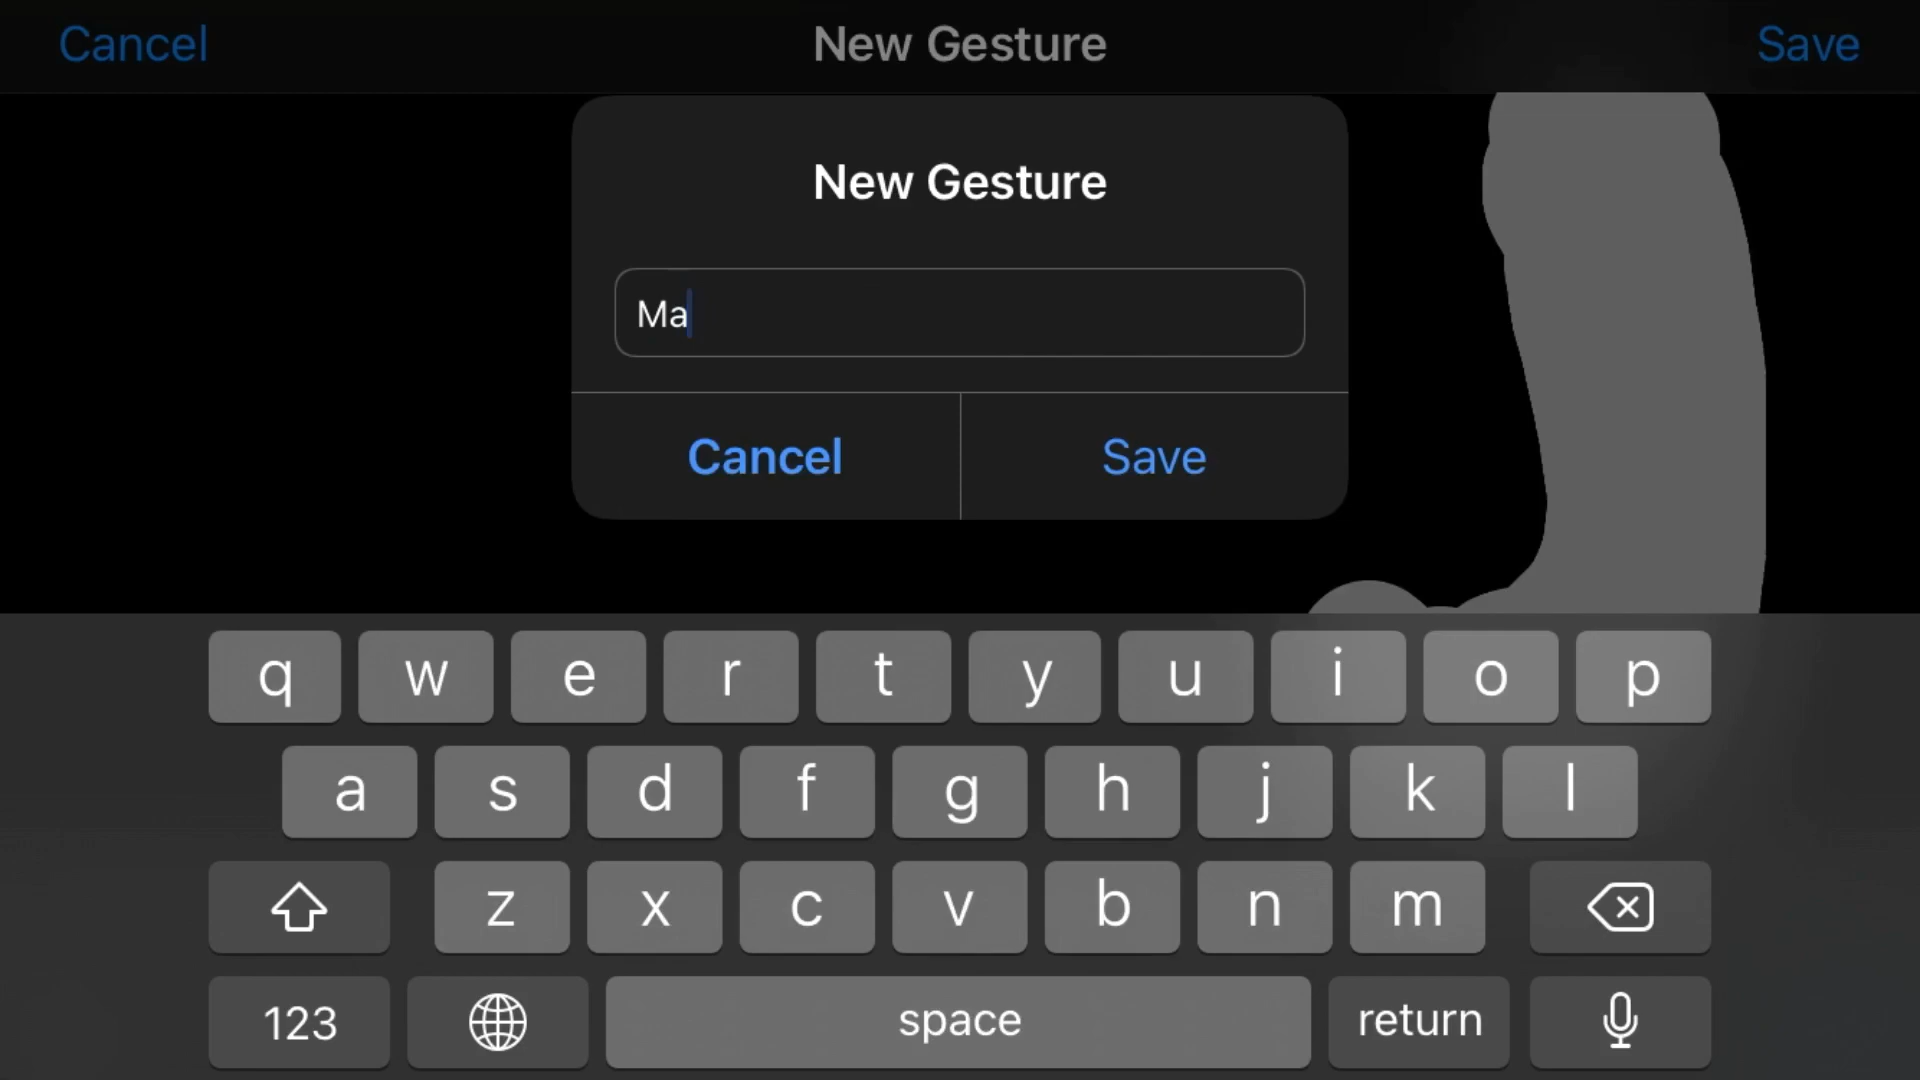 Cancel New Gesture Save
New Gesture
Ma
Cancel Save
q w e r t y u i o p
a s d f g h j k l
z x c v b n m
123 space return